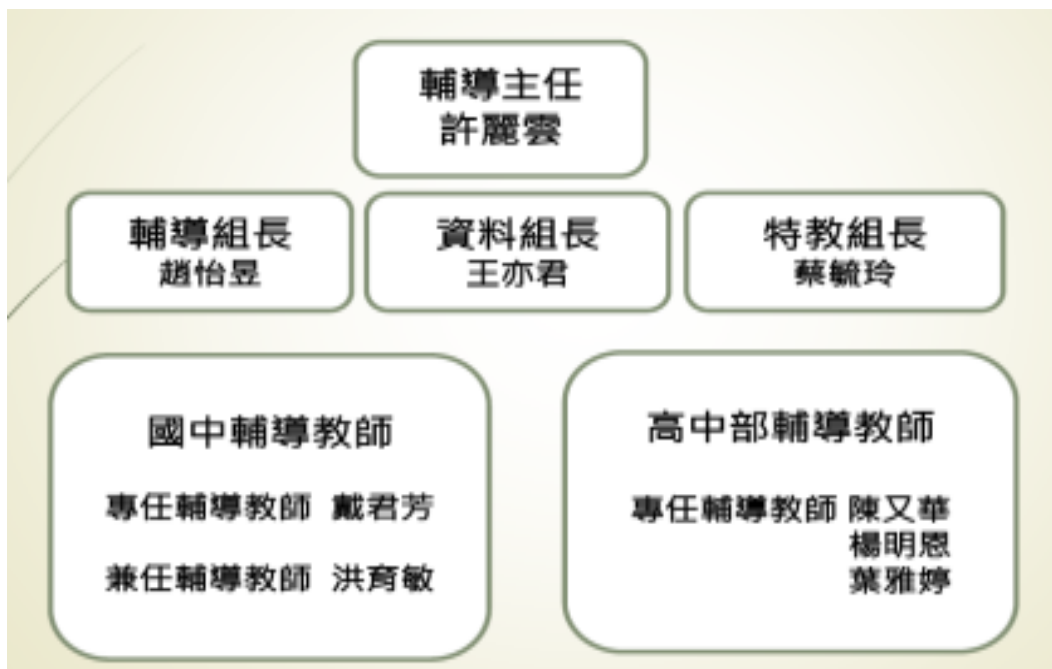 輔導主任
許麗雲
輔導組長
趙怡昱
資料組長
王亦君
特教組長
蔡毓玲
國中輔導教師
專任輔導教師 戴君芳
兼任輔導教師 洪育敏
高中部輔導教師
專任輔導教師 陳又華
楊明恩
葉雅婷